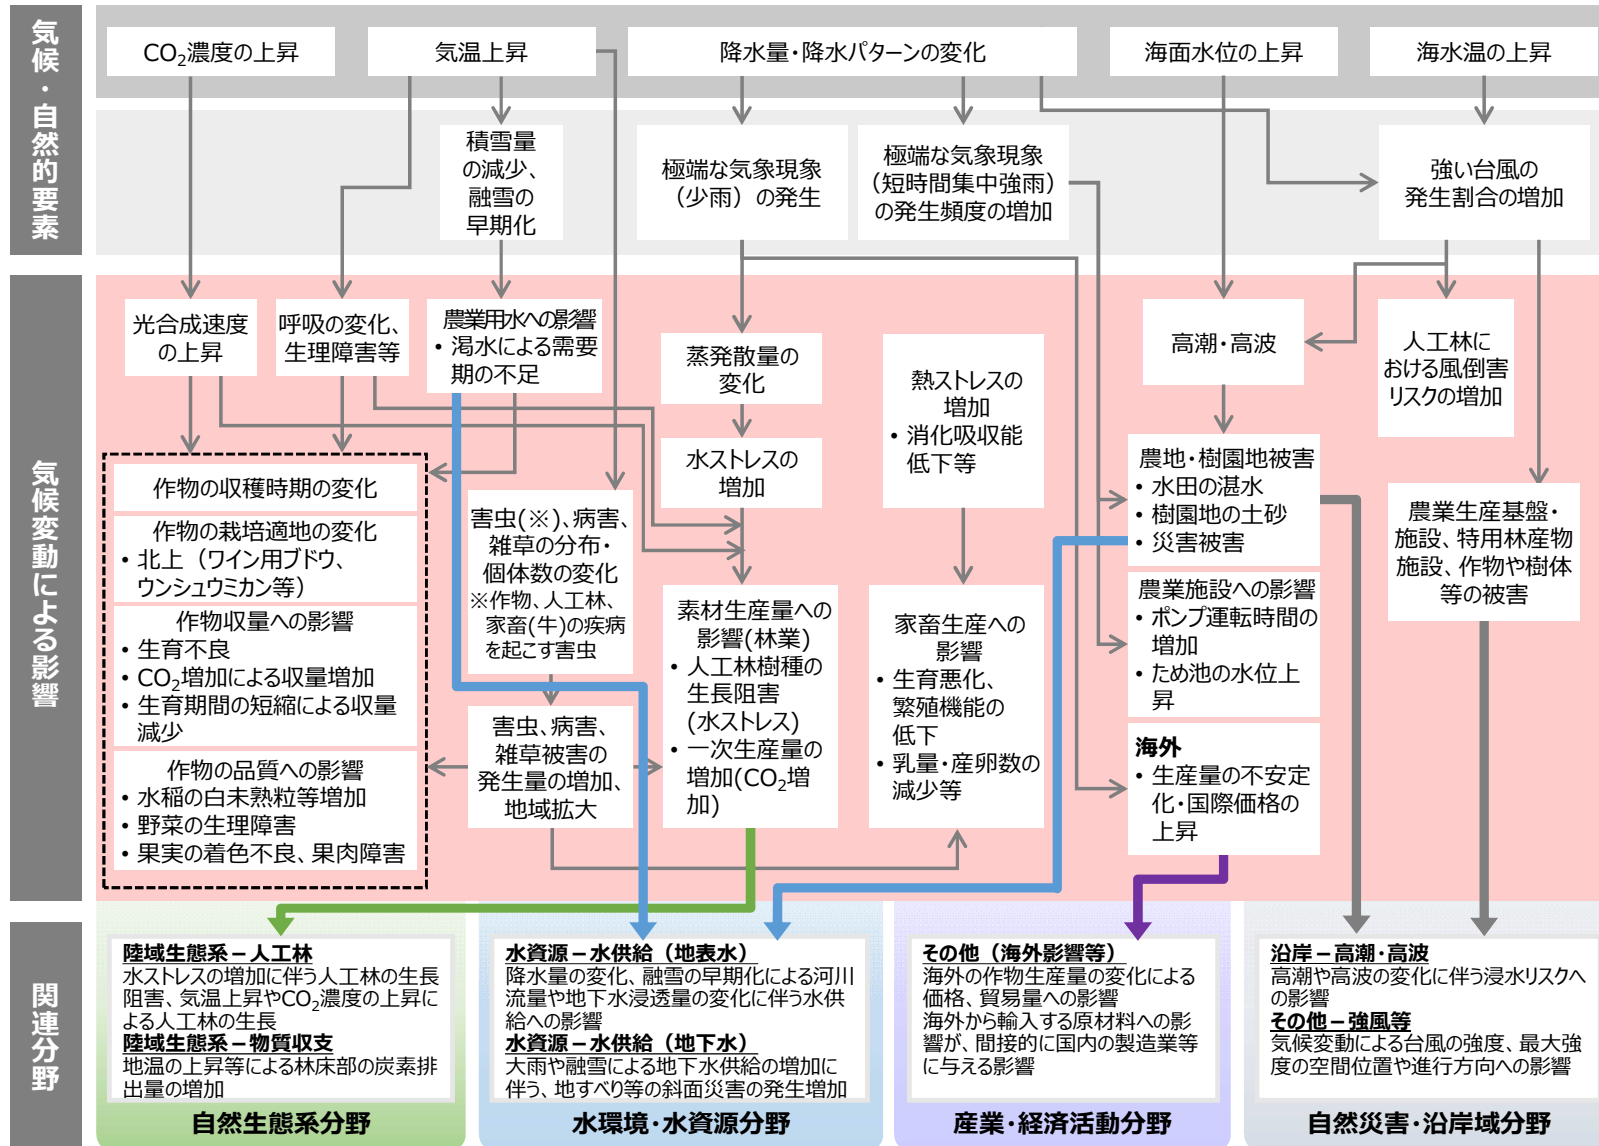 気候・自然的要素
CO₂濃度の上昇
気温上昇
降水量・降水パターンの変化
海面水位の上昇
海水温の上昇
積雪量
の減少、
融雪の
早期化
極端な気象現象
（少雨）の発生
極端な気象現象
（短時間集中強雨）
の発生頻度の増加
強い台風の
発生割合の増加
気候変動による影響
光合成速度
の上昇
呼吸の変化、
生理障害等
農業用水への影響
• 渇水による需要
期の不足
蒸発散量の
変化
水ストレスの
増加
熱ストレスの
増加
• 消化吸収能
低下等
高潮・高波
人工林に
おける風倒害
リスクの増加
作物の収穫時期の変化
作物の栽培適地の変化
• 北上（ワイン用ブドウ、
ウンシュウミカン等）
作物収量への影響
• 生育不良
• CO₂増加による収量増加
• 生育期間の短縮による収量
減少
作物の品質への影響
• 水稲の白未熟粒等増加
• 野菜の生理障害
• 果実の着色不良、果肉障害
害虫(※)、病害、
雑草の分布・
個体数の変化
※作物、人工林、
家畜(牛)の疾病
を起こす害虫
害虫、病害、
雑草被害の
発生量の増加、
地域拡大
素材生産量への
影響(林業)
• 人工林樹種の
生長阻害
(水ストレス)
• 一次生産量の
増加(CO₂増
加)
家畜生産への
影響
• 生育悪化、
繁殖機能の
低下
• 乳量・産卵数の
減少等
農地・樹園地被害
• 水田の湛水
• 樹園地の土砂
• 災害被害
農業施設への影響
• ポンプ運転時間の
増加
• ため池の水位上
昇
海外
• 生産量の不安定
化・国際価格の
上昇
農業生産基盤・
施設、特用林産物
施設、作物や樹体
等の被害
関連分野
陸域生態系－人工林
水ストレスの増加に伴う人工林の生長
阻害、気温上昇やCO₂濃度の上昇に
よる人工林の生長
陸域生態系－物質収支
地温の上昇等による林床部の炭素排
出量の増加
自然生態系分野
水資源－水供給（地表水）
降水量の変化、融雪の早期化による河川
流量や地下水浸透量の変化に伴う水供
給への影響
水資源－水供給（地下水）
大雨や融雪による地下水供給の増加に
伴う、地すべり等の斜面災害の発生増加
水環境・水資源分野
その他（海外影響等）
海外の作物生産量の変化による
価格、貿易量への影響
海外から輸入する原材料への影
響が、間接的に国内の製造業等
に与える影響
産業・経済活動分野
沿岸－高潮・高波
高潮や高波の変化に伴う浸水リスクへ
の影響
その他－強風等
気候変動による台風の強度、最大強
度の空間位置や進行方向への影響
自然災害・沿岸域分野